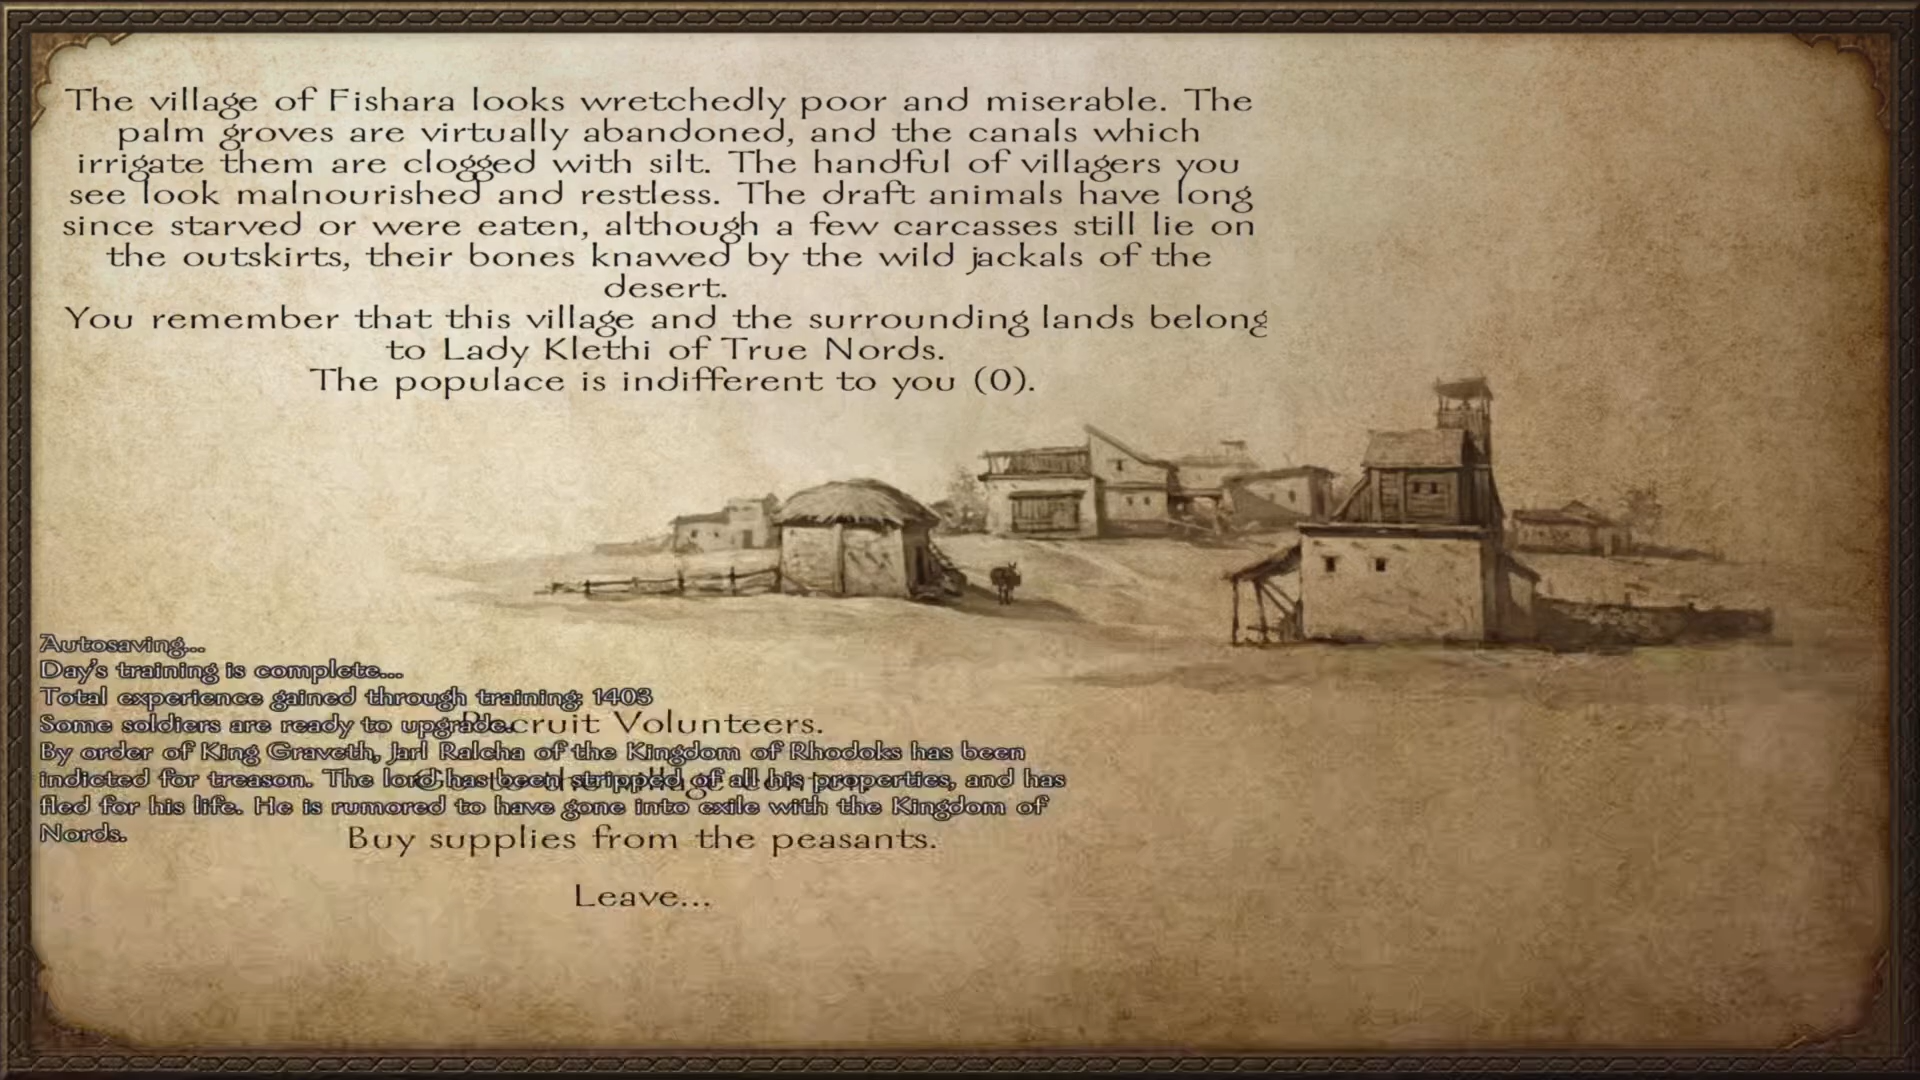 The village of Fishara looks wretchedly poor and miserable. The
palm groves are virtually abandoned, and the canals which
irrigate them are clogged with silt. The handful of villagers you
see look malnourished and restless. The draft animals have long
since starved or were eaten, although a few carcasses still lie on
the outskirts, their bones knawed by the wild jackals of the
desert.
You remember that this village and the surrounding lands belong
to Lady Klethi of True Nords.
The populace is indifferent to you (0).
Autosaving...
Day's training is complete...
Total experience gained through training: 1403
Some soldiers are ready to upgrade.
Recruit Volunteers.
By order of King Graveth, Jarl Ralcha of the Kingdom of Rhodoks has been
indicted for treason. The lord has been stripped of all his properties, and has
fled for his life. He is rumored to have gone into exile with the Kingdom of
Nords.
Buy supplies from the peasants.
Leave...